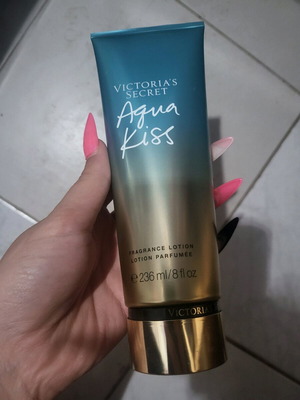 VICTORIA'S
SECRET
Aqua
Kiss
FRAGRANCE LOTION
LOTION PARFUMÉE
℮ 236 ml/8 fl oz
VICTORIA